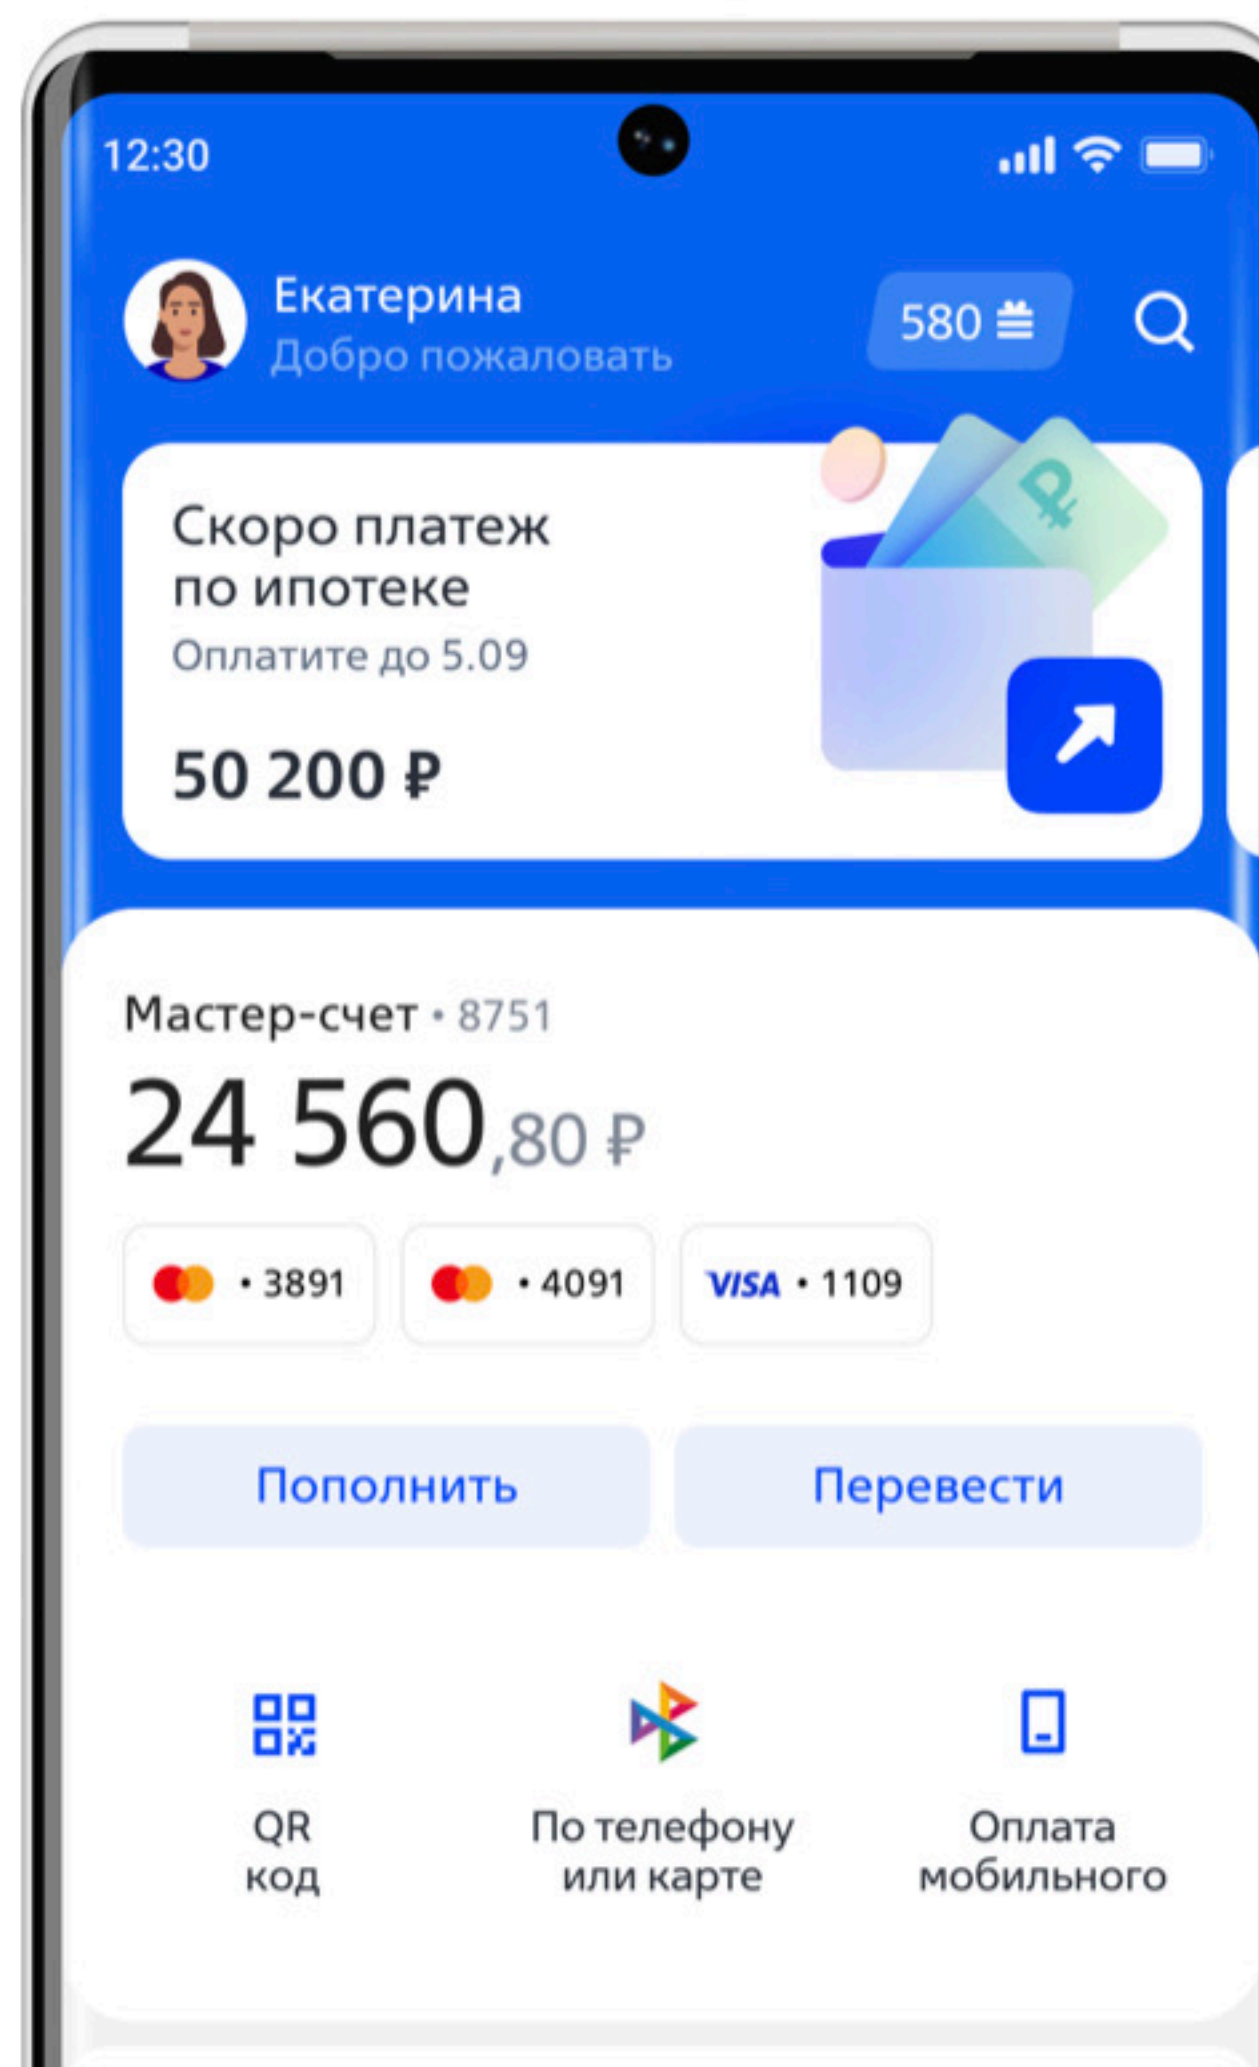 12:30
Екатерина
Добро пожаловать
580
Скоро платеж
по ипотеке
Оплатите до 5.09
50 200 ₽
₽
Мастер-счет • 8751
24 560,80 ₽
• 3891
• 4091
VISA • 1109
Пополнить
Перевести
QR
код
По телефону
или карте
Оплата
мобильного